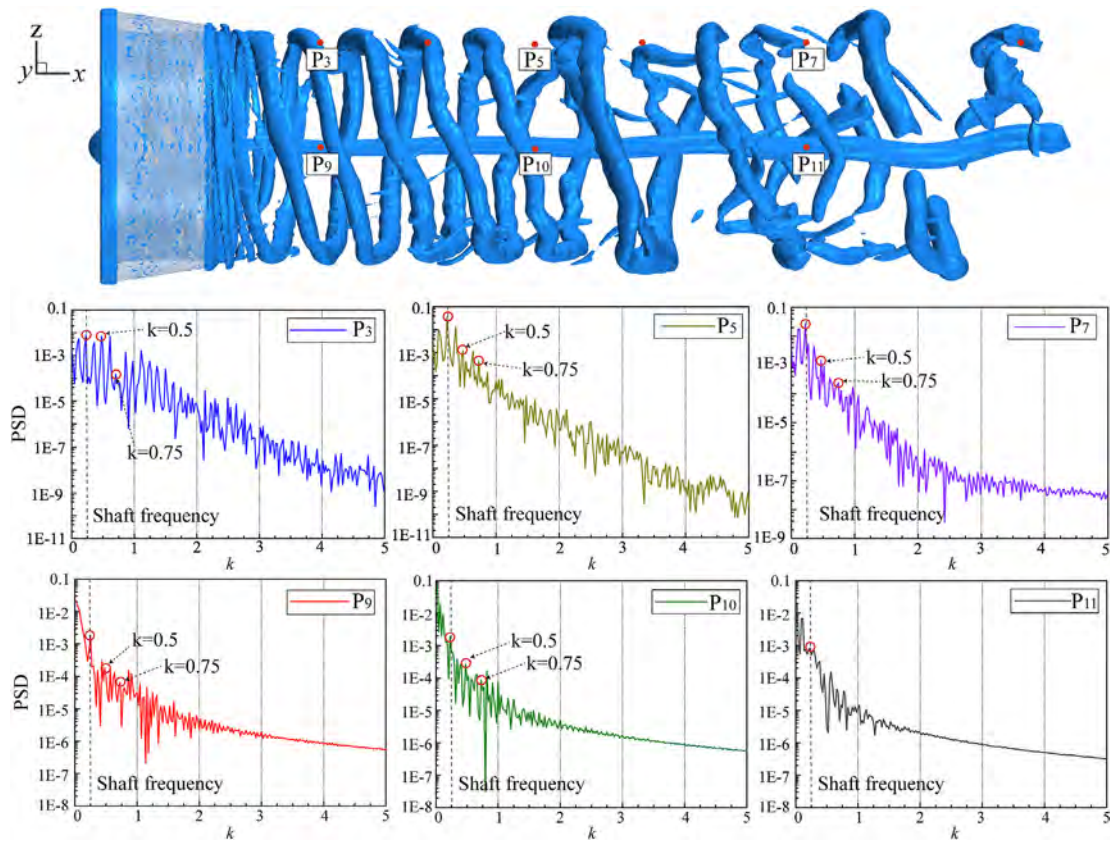 z
y
x
P3
P5
P7
P9
P10
P11
0.1
1E-3
1E-5
1E-7
1E-9
1E-11
PSD
k=0.5
k=0.75
P3
Shaft frequency
0 1 2 3 4 5
k
0.1
1E-3
1E-5
1E-7
1E-9
1E-11
k=0.5
k=0.75
P5
Shaft frequency
0 1 2 3 4 5
k
0.1
1E-3
1E-5
1E-7
1E-9
k=0.5
k=0.75
P7
Shaft frequency
0 1 2 3 4 5
k
0.1
1E-2
1E-3
1E-4
1E-5
1E-6
1E-7
1E-8
PSD
k=0.5
k=0.75
P9
Shaft frequency
0 1 2 3 4 5
k
0.1
1E-2
1E-3
1E-4
1E-5
1E-6
1E-7
1E-8
k=0.5
k=0.75
P10
Shaft frequency
0 1 2 3 4 5
k
0.1
1E-2
1E-3
1E-4
1E-5
1E-6
1E-7
1E-8
P11
Shaft frequency
0 1 2 3 4 5
k